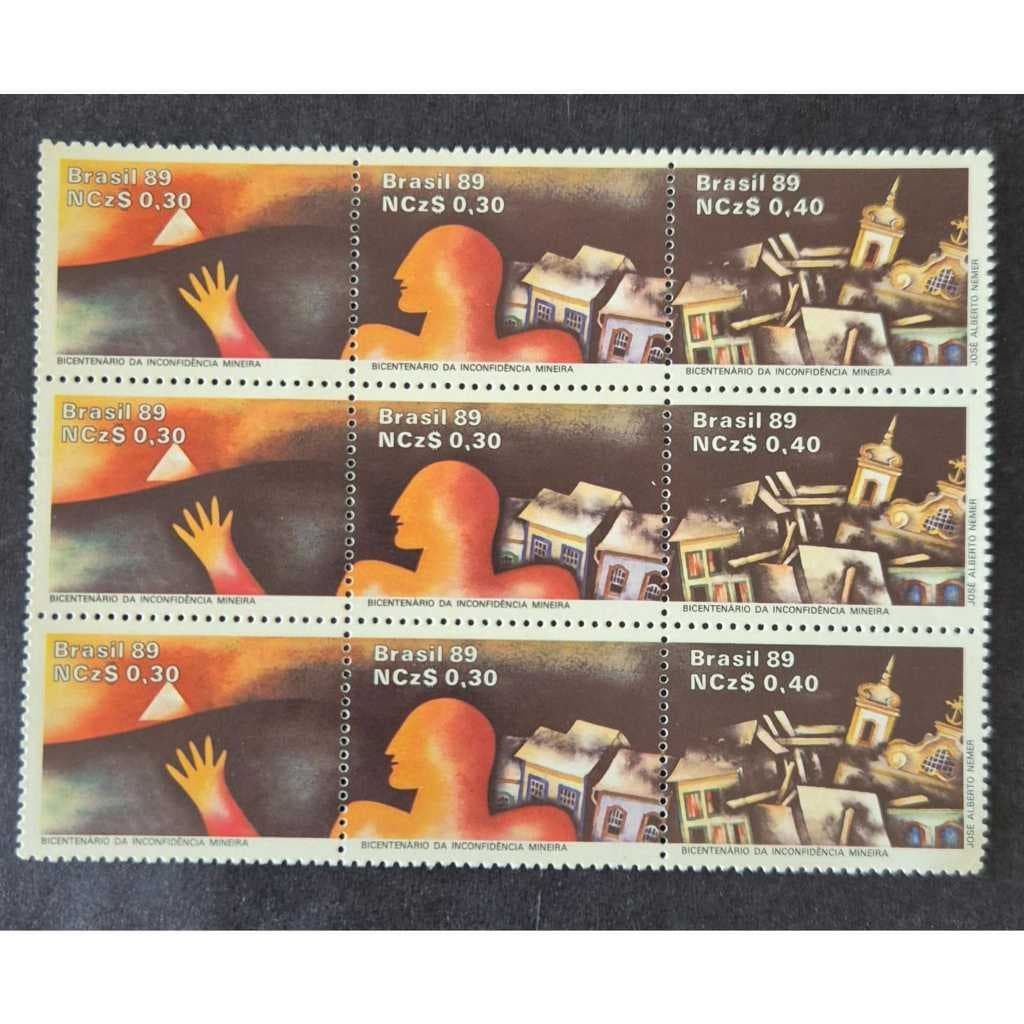 Brasil 89
NCz$ 0,30
BICENTENÁRIO DA INCONFIDÊNCIA MINEIRA
Brasil 89
NCz$ 0,30
BICENTENÁRIO DA INCONFIDÊNCIA MINEIRA
Brasil 89
NCz$ 0,40
BICENTENÁRIO DA INCONFIDÊNCIA MINEIRA
JOSÉ ALBERTO NEMER
Brasil 89
NCz$ 0,30
BICENTENÁRIO DA INCONFIDÊNCIA MINEIRA
Brasil 89
NCz$ 0,30
BICENTENÁRIO DA INCONFIDÊNCIA MINEIRA
Brasil 89
NCz$ 0,40
BICENTENÁRIO DA INCONFIDÊNCIA MINEIRA
JOSÉ ALBERTO NEMER
Brasil 89
NCz$ 0,30
BICENTENÁRIO DA INCONFIDÊNCIA MINEIRA
Brasil 89
NCz$ 0,30
BICENTENÁRIO DA INCONFIDÊNCIA MINEIRA
Brasil 89
NCz$ 0,40
BICENTENÁRIO DA INCONFIDÊNCIA MINEIRA
JOSÉ ALBERTO NEMER